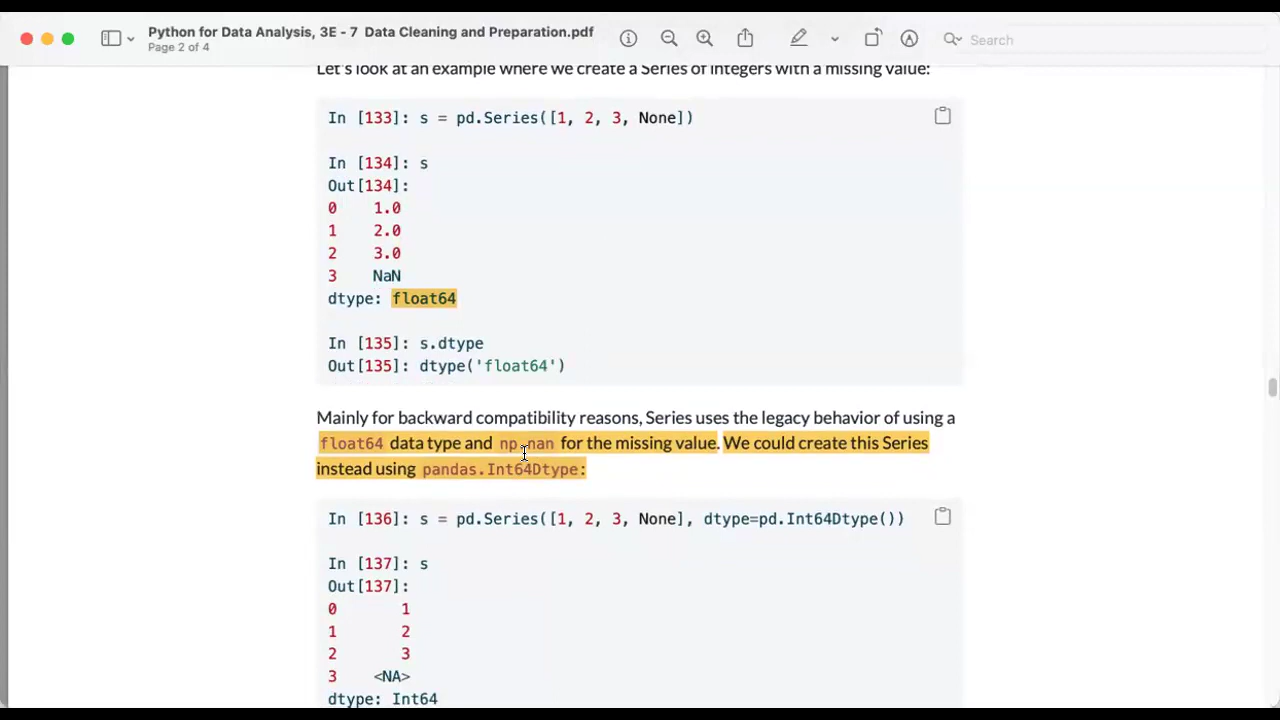 Python for Data Analysis, 3E - 7 Data Cleaning and Preparation.pdf
Page 2 of 4
Search
Let's look at an example where we create a Series of integers with a missing value:
In [133]: s = pd.Series([1, 2, 3, None])
In [134]: s
Out[134]:
0 1.0
1 2.0
2 3.0
3 NaN
dtype: float64
In [135]: s.dtype
Out[135]: dtype('float64')
Mainly for backward compatibility reasons, Series uses the legacy behavior of using a
float64 data type and np.nan for the missing value. We could create this Series
instead using pandas.Int64Dtype:
In [136]: s = pd.Series([1, 2, 3, None], dtype=pd.Int64Dtype())
In [137]: s
Out[137]:
0 1
1 2
2 3
3 <NA>
dtype: Int64